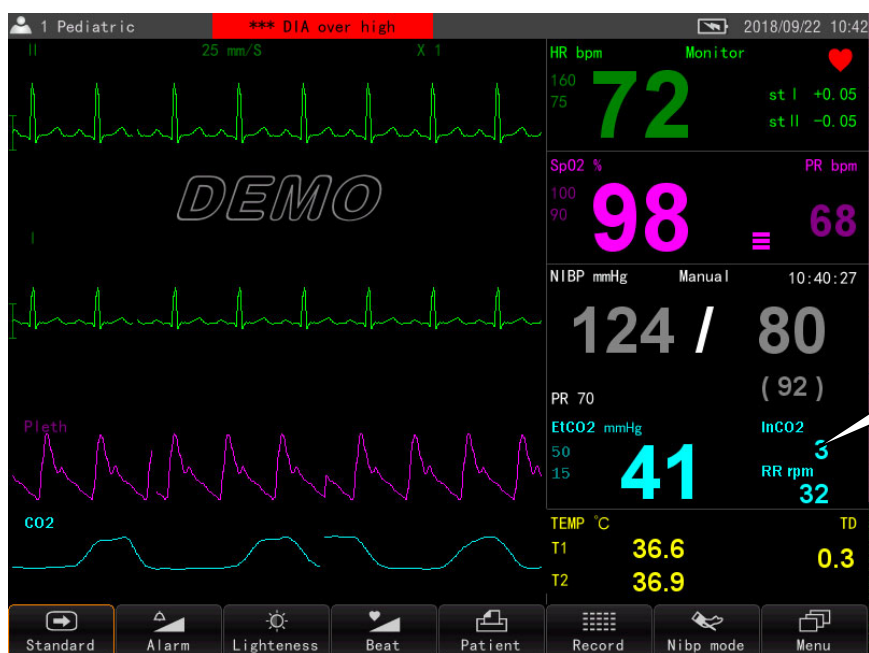 1 Pediatric
*** DIA over high
2018/09/22 10:42
II 25 mm/S X 1
HR bpm Monitor
160
75
72
st I +0.05
st II -0.05
DEMO
SpO2 % PR bpm
100
90
98
68
I
NIBP mmHg Manual 10:40:27
124 / 80
(92)
PR 70
Pleth
EtCO2 mmHg InCO2
50
15
41
3
RR rpm
32
CO2
TEMP °C TD
T1 36.6
0.3
T2 36.9
Standard Alarm Lighteness Beat Patient Record Nibp mode Menu